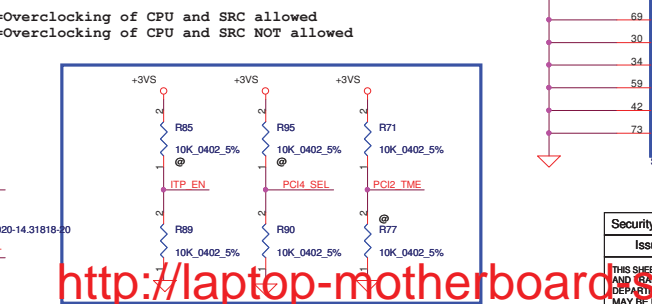 =Overclocking of CPU and SRC allowed
=Overclocking of CPU and SRC NOT allowed
+3VS +3VS +3VS
2 2 2
R85 R95 R71
10K_0402_5% 10K_0402_5% 10K_0402_5%
@ @
1 1 1
ITP_EN PCI4_SEL PCI2_TME
2 2 2
@
R89 R90 R77
10K_0402_5% 10K_0402_5% 10K_0402_5%
1 1
020-14.31818-20
69
30
34
59
42
73
Security
Issu
THIS SHEE
AND TRA
DEPARTM
MAY BE
http://laptop-motherboard-s